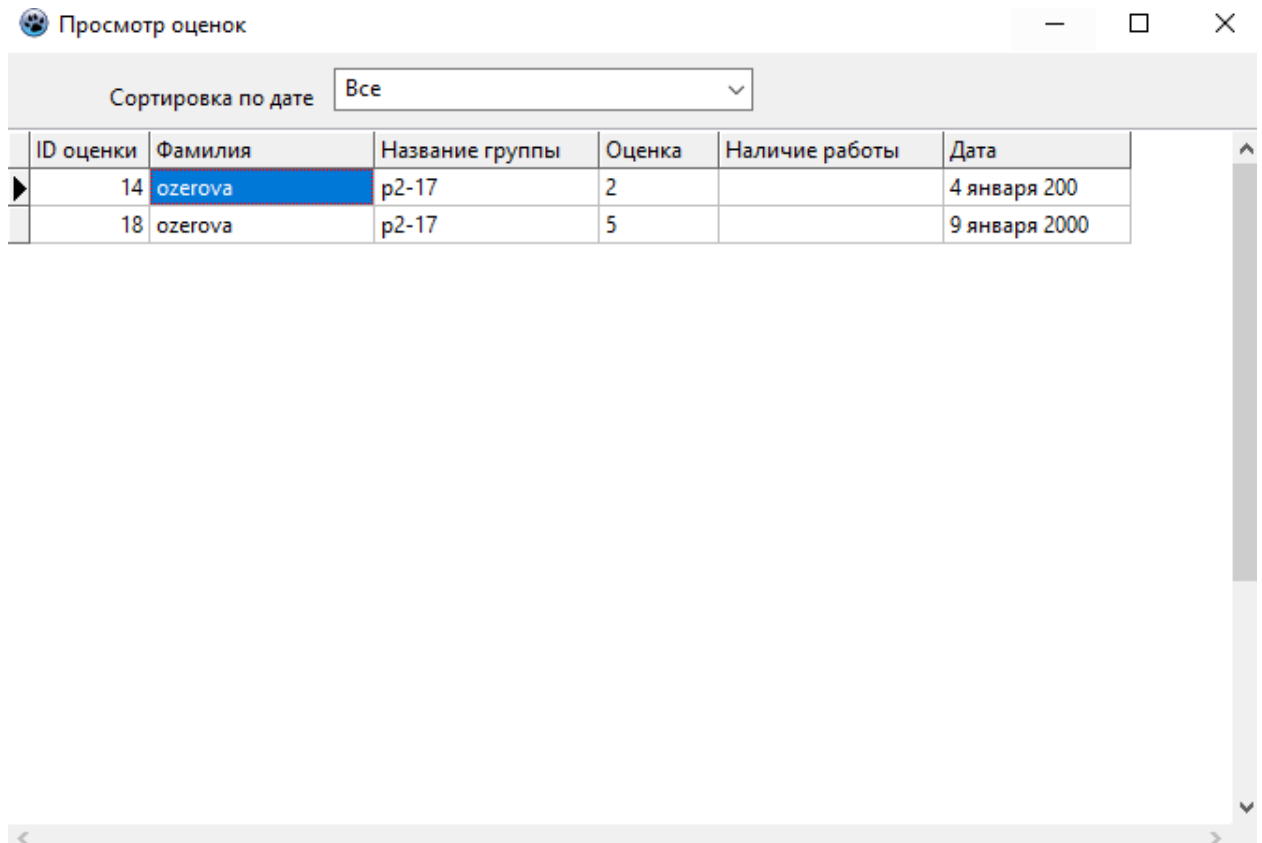 Просмотр оценок
Сортировка по дате Все
ID оценки Фамилия Название группы Оценка Наличие работы Дата
14 ozerova p2-17 2 4 января 200
18 ozerova p2-17 5 9 января 2000